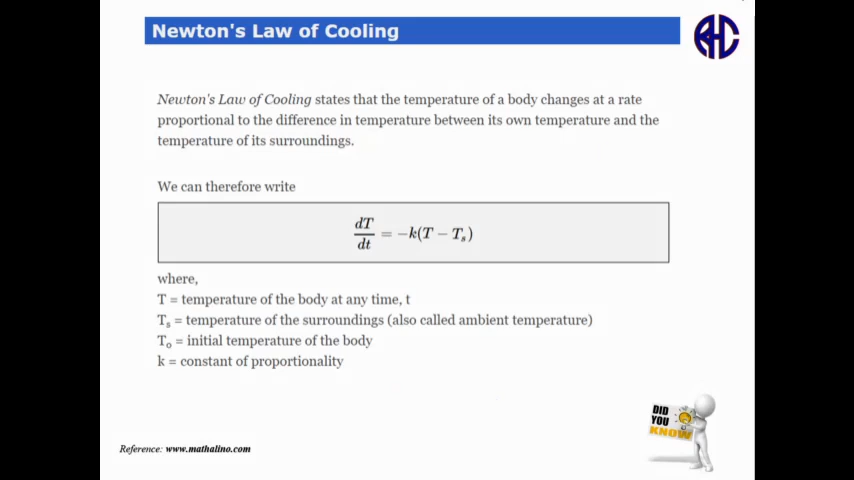 Newton's Law of Cooling
RHC
Newton's Law of Cooling states that the temperature of a body changes at a rate
proportional to the difference in temperature between its own temperature and the
temperature of its surroundings.
We can therefore write
dT/dt = −k(T − Tₛ)
where,
T = temperature of the body at any time, t
Tₛ = temperature of the surroundings (also called ambient temperature)
Tₒ = initial temperature of the body
k = constant of proportionality
DID
YOU
KNOW
Reference: www.mathalino.com